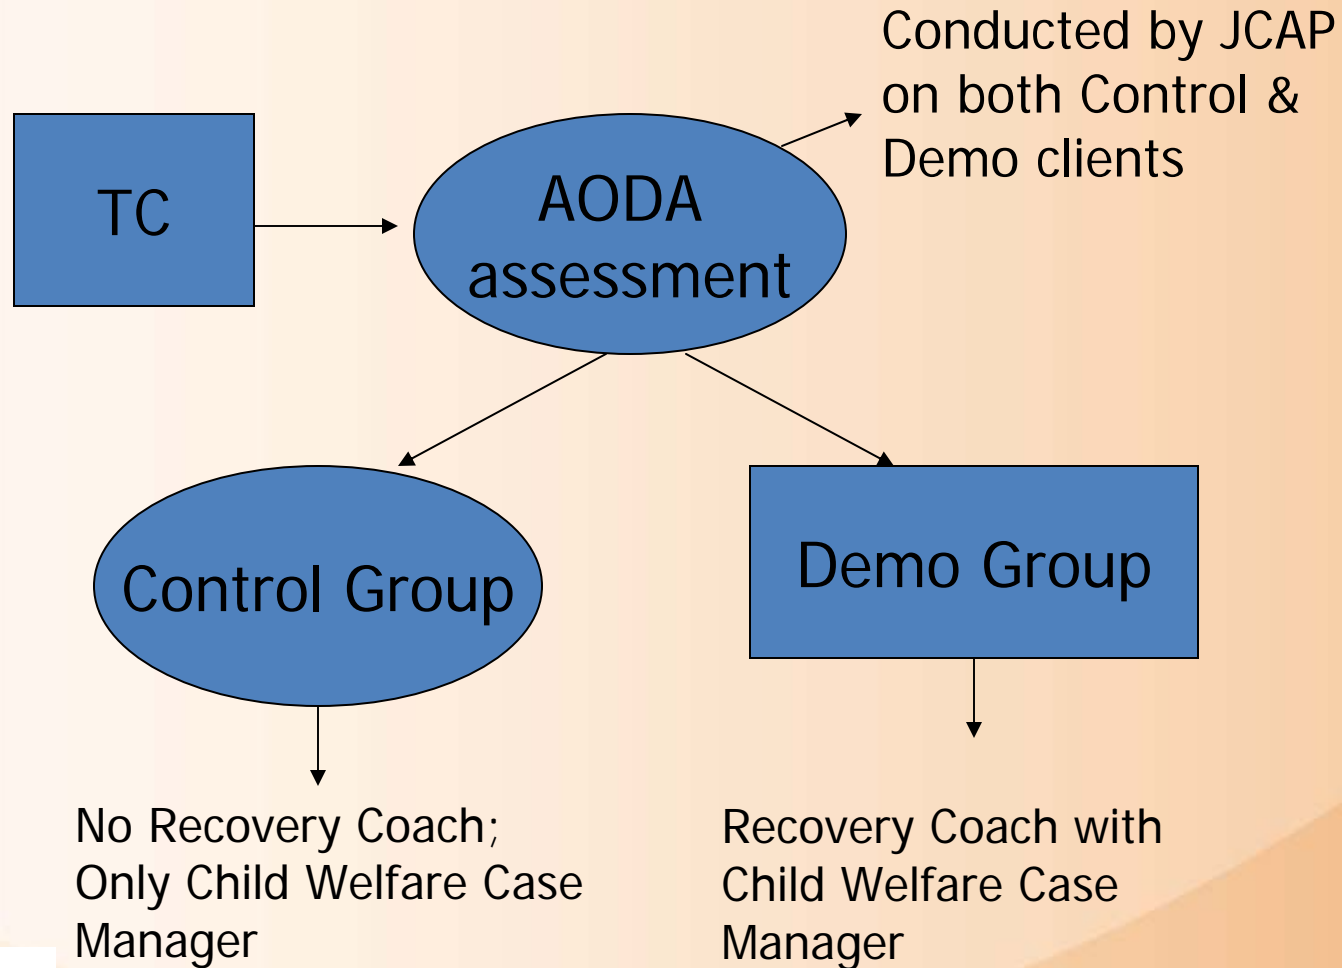 Conducted by JCAP
on both Control &
Demo clients
TC
AODA
assessment
Control Group
Demo Group
No Recovery Coach;
Only Child Welfare Case
Manager
Recovery Coach with
Child Welfare Case
Manager